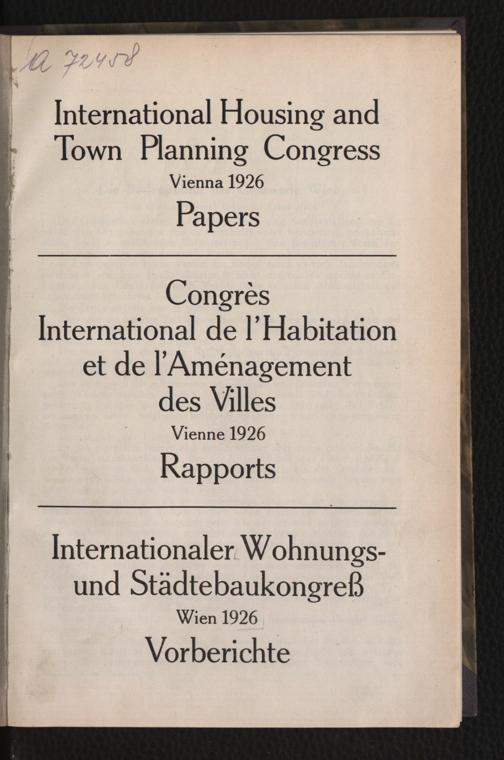 a 72458
International Housing and
Town Planning Congress
Vienna 1926
Papers
Congrès
International de l'Habitation
et de l'Aménagement
des Villes
Vienne 1926
Rapports
Internationaler Wohnungs-
und Städtebaukongreß
Wien 1926
Vorberichte